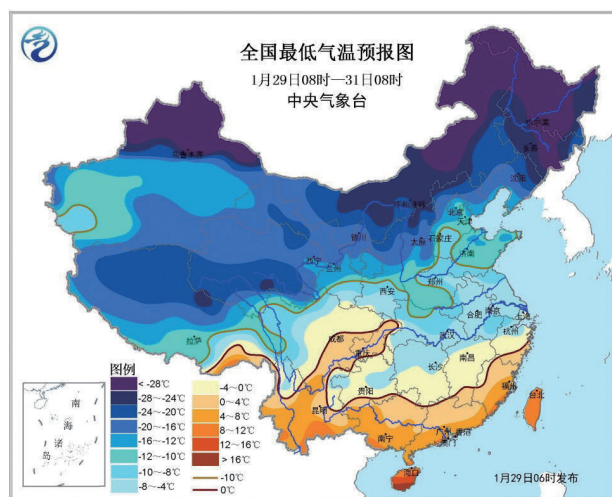 全国最低气温预报图
1月29日08时—31日08时
中央气象台
哈尔滨
长春
乌鲁木齐
沈阳
呼和浩特
北京
天津
银川
太原
石家庄
济南
西宁
兰州
郑州
西安
拉萨
合肥
南京
上海
成都
武汉
杭州
重庆
南昌
长沙
贵阳
福州
昆明
台北
广州
香港
澳门
南宁
海口
图例
< -28℃
-28～-24℃
-24～-20℃
-20～-16℃
-16～-12℃
-12～-10℃
-10～-8℃
-8～-4℃
-4～0℃
0～4℃
4～8℃
8～12℃
12～16℃
> 16℃
-10℃
0℃
南
海
诸
岛
1月29日06时发布